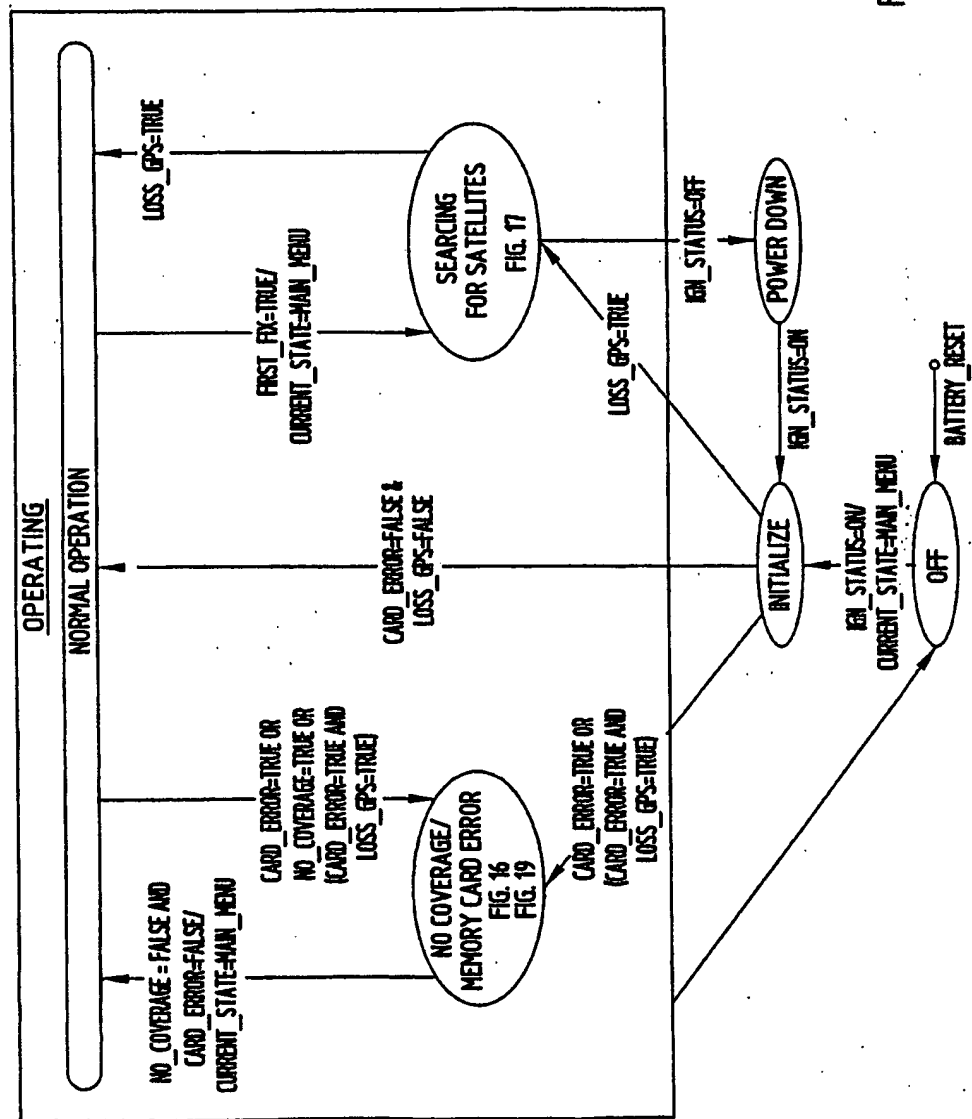 OPERATING
NORMAL OPERATION
NO_COVERAGE = FALSE AND
CARD_ERROR=FALSE/
CURRENT_STATE=MAIN_MENU
CARD_ERROR=TRUE OR
NO_COVERAGE=TRUE OR
(CARD_ERROR=TRUE AND
LOSS_GPS=TRUE)
CARD_ERROR=FALSE &
LOSS_GPS=FALSE
FIRST_FIX=TRUE/
CURRENT_STATE=MAIN_MENU
LOSS_GPS=TRUE
NO COVERAGE/
MEMORY CARD ERROR
FIG. 16
FIG. 19
SEARCING
FOR SATELLITES
FIG. 17
CARD_ERROR=TRUE OR
(CARD_ERROR=TRUE AND
LOSS_GPS=TRUE)
LOSS_GPS=TRUE
IGN_STATUS=OFF
INITIALIZE
IGN_STATUS=ON
POWER DOWN
IGN_STATUS=ON/
CURRENT_STATE=MAIN_MENU
OFF
BATTERY_RESET